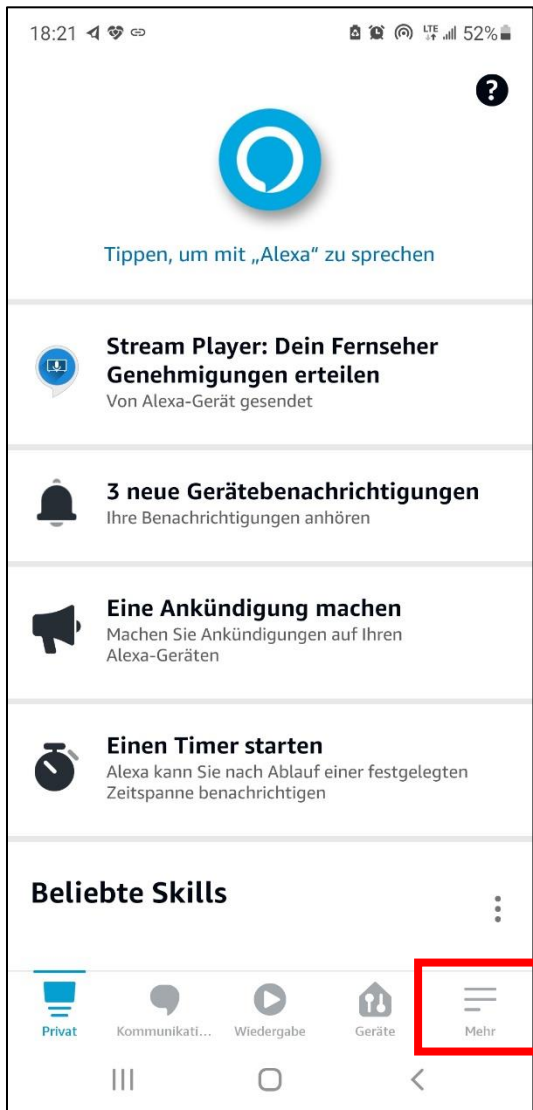 18:21
LTE 52%
?
Tippen, um mit „Alexa“ zu sprechen
Stream Player: Dein Fernseher
Genehmigungen erteilen
Von Alexa-Gerät gesendet
3 neue Gerätebenachrichtigungen
Ihre Benachrichtigungen anhören
Eine Ankündigung machen
Machen Sie Ankündigungen auf Ihren
Alexa-Geräten
Einen Timer starten
Alexa kann Sie nach Ablauf einer festgelegten
Zeitspanne benachrichtigen
Beliebte Skills
Privat
Kommunikati...
Wiedergabe
Geräte
Mehr